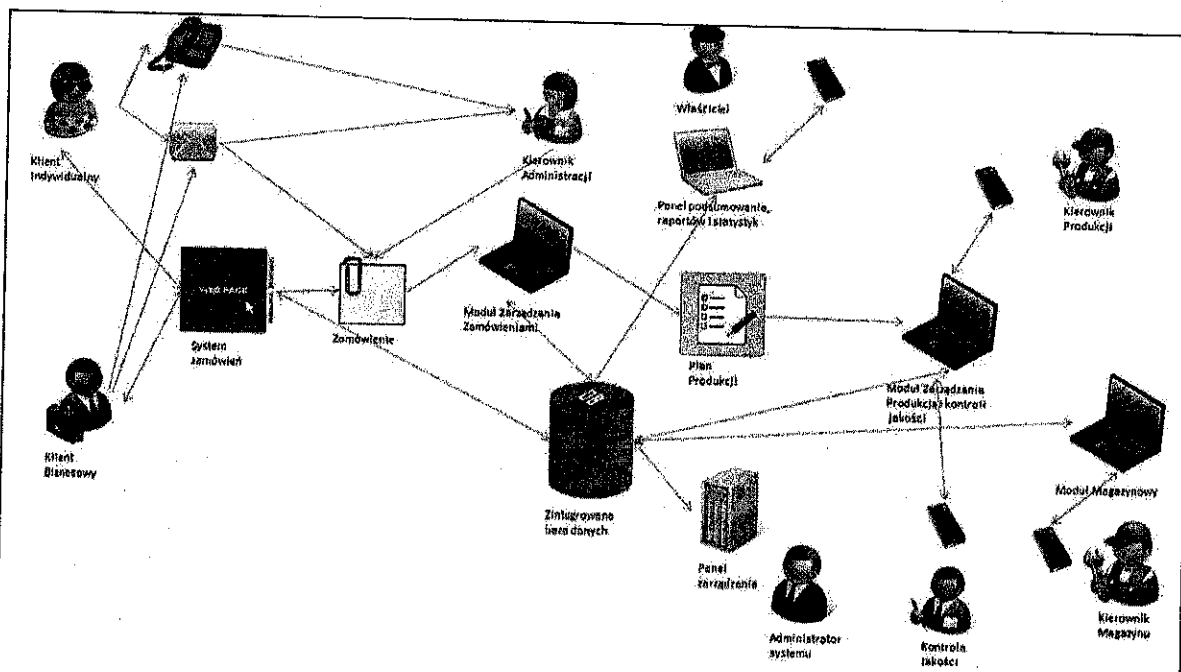 Właściciel
Klient
Indywidualny
Kierownik
Administracji
Panel podsumowań,
raportów i statystyk
Kierownik
Produkcji
WEB PAGE
System
zamówień
Zamówienie
Moduł Zarządzania
Zamówieniami
Plan
Produkcji
Moduł Zarządzania
Produkcją i kontroli
jakości
Klient
Biznesowy
Zintegrowana
baza danych
Moduł Magazynowy
Panel
zarządzania
Administrator
systemu
Kontrola
jakości
Kierownik
Magazynu